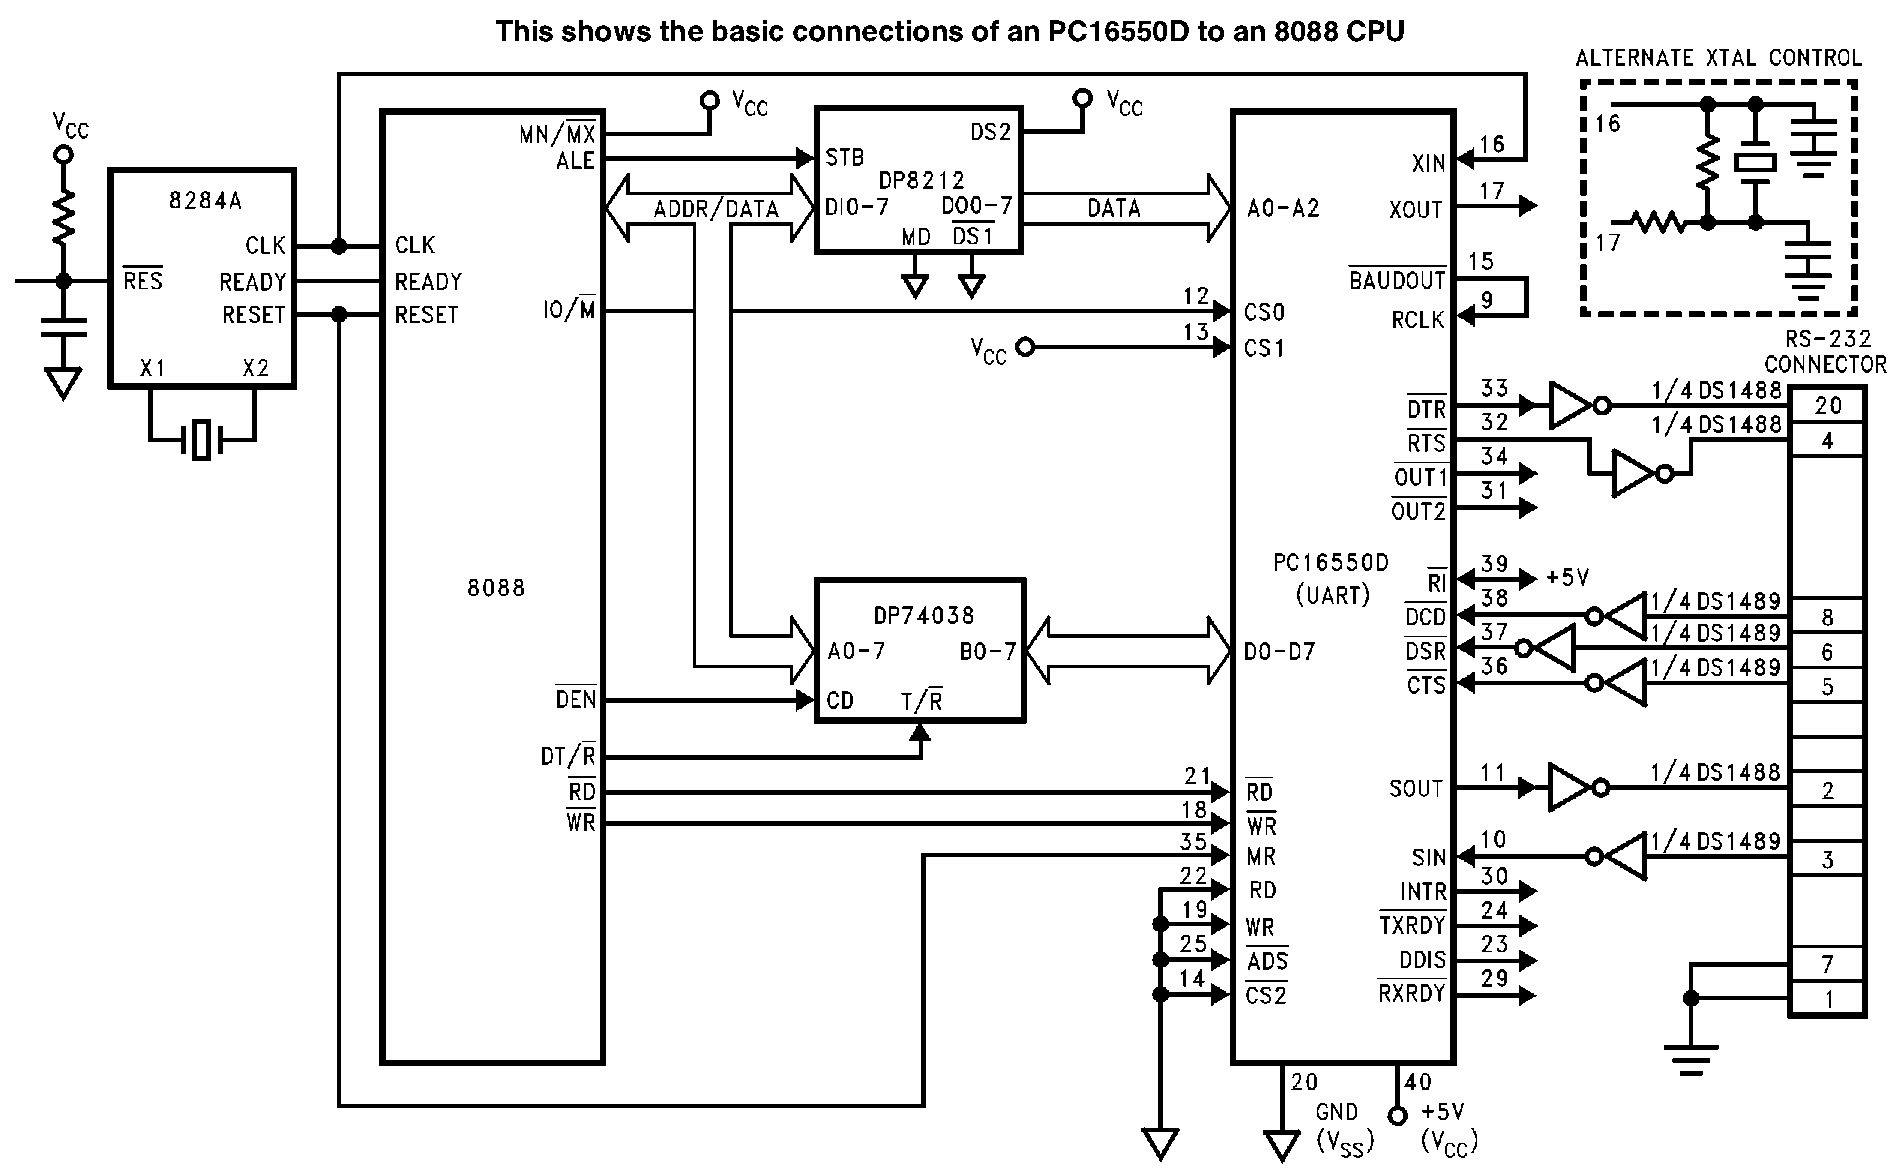 This shows the basic connections of an PC16550D to an 8088 CPU
ALTERNATE XTAL CONTROL
16
17
VCC
8284A
CLK
READY
RESET
RES
X1
X2
8088
CLK
READY
RESET
MN/MX
ALE
IO/M
DEN
DT/R
RD
WR
VCC
ADDR/DATA
STB
DS2
DP8212
DI0-7
DO0-7
MD
DS1
VCC
DATA
VCC
DP74038
A0-7
B0-7
CD
T/R
PC16550D
(UART)
A0-A2
12
CS0
13
CS1
D0-D7
21
RD
18
WR
35
MR
22
RD
19
WR
25
ADS
14
CS2
XIN
16
XOUT
17
BAUDOUT
15
RCLK
9
DTR
33
RTS
32
OUT1
34
OUT2
31
RI
39
+5V
DCD
38
DSR
37
CTS
36
SOUT
11
SIN
10
INTR
30
TXRDY
24
DDIS
23
RXRDY
29
20
GND
(VSS)
40
+5V
(VCC)
RS-232
CONNECTOR
1/4 DS1488
20
1/4 DS1488
4
1/4 DS1489
8
1/4 DS1489
6
1/4 DS1489
5
1/4 DS1488
2
1/4 DS1489
3
7
1